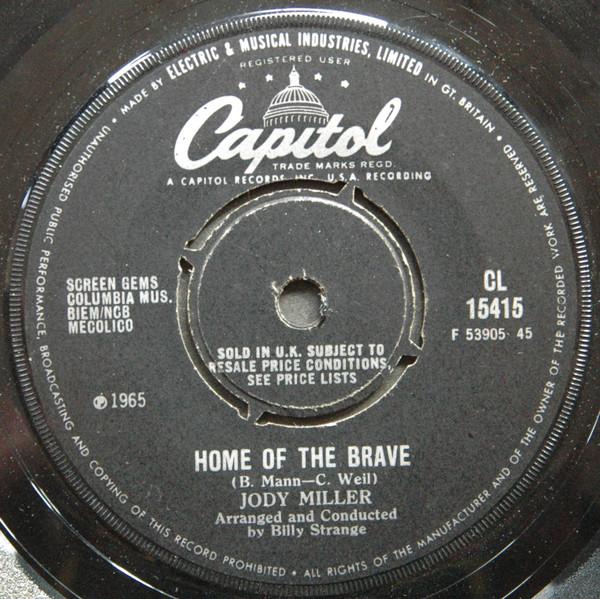 UNAUTHORISED PUBLIC PERFORMANCE, BROADCASTING AND COPYING OF THIS RECORD PROHIBITED • ALL RIGHTS OF THE MANUFACTURER AND OF THE OWNER OF THE RECORDED WORK ARE RESERVED •
MADE BY ELECTRIC & MUSICAL INDUSTRIES, LIMITED IN GT. BRITAIN •
REGISTERED USER
Capitol
TRADE MARKS REGD.
A CAPITOL RECORDS INC. U.S.A. RECORDING
SCREEN GEMS
COLUMBIA MUS.
BIEM/NCB
MECOLICO
CL
15415
F 53905 45
SOLD IN U.K. SUBJECT TO
RESALE PRICE CONDITIONS,
SEE PRICE LISTS
℗ 1965
HOME OF THE BRAVE
(B. Mann—C. Weil)
JODY MILLER
Arranged and Conducted
by Billy Strange